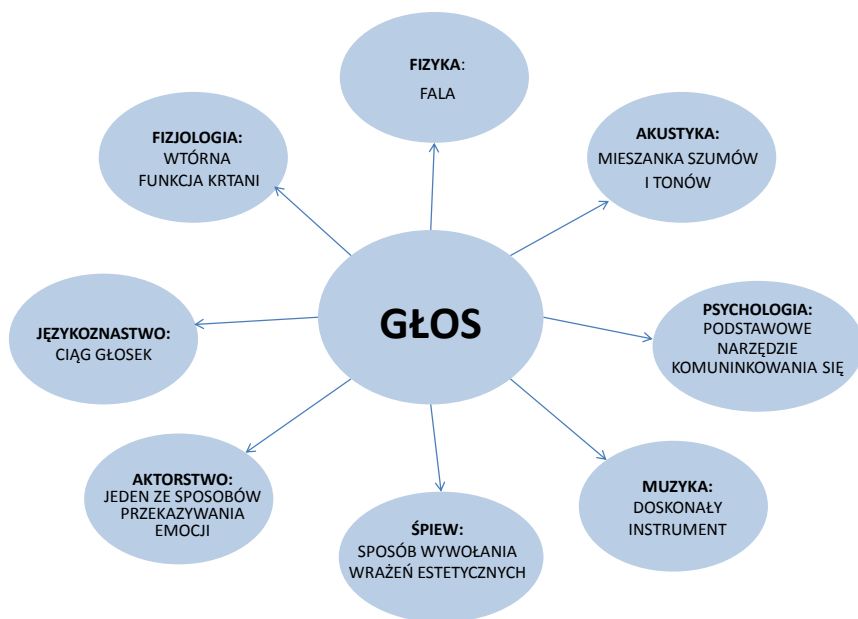 FIZYKA:
FALA
FIZJOLOGIA:
WTÓRNA
FUNKCJA KRTANI
AKUSTYKA:
MIESZANKA SZUMÓW
I TONÓW
GŁOS
JĘZYKOZNASTWO:
CIĄG GŁOSEK
PSYCHOLOGIA:
PODSTAWOWE
NARZĘDZIE
KOMUNINKOWANIA SIĘ
AKTORSTWO:
JEDEN ZE SPOSOBÓW
PRZEKAZYWANIA
EMOCJI
ŚPIEW:
SPOSÓB WYWOŁANIA
WRAŻEŃ ESTETYCZNYCH
MUZYKA:
DOSKONAŁY
INSTRUMENT